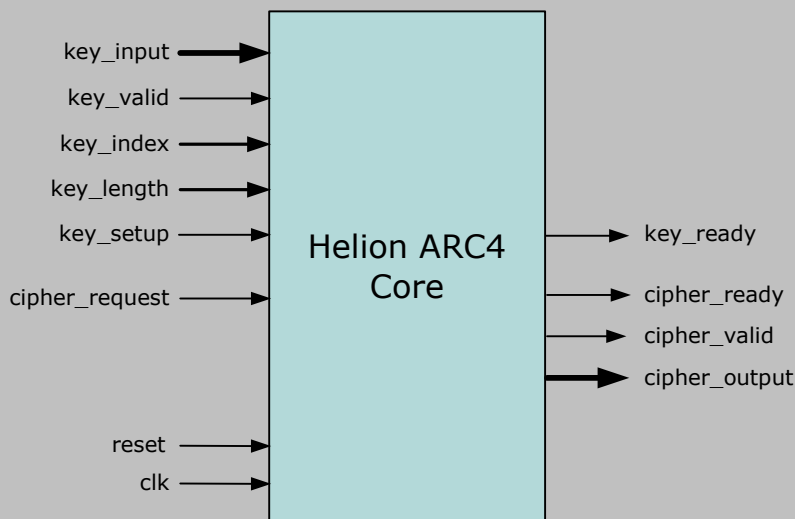 key_input
key_valid
key_index
key_length
key_setup
cipher_request
reset
clk
Helion ARC4
Core
key_ready
cipher_ready
cipher_valid
cipher_output